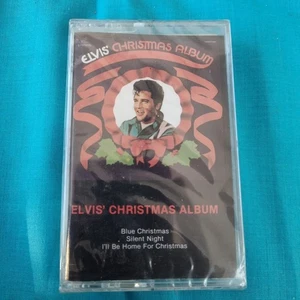 ELVIS' CHRISTMAS ALBUM
ELVIS' CHRISTMAS ALBUM
Blue Christmas
Silent Night
I'll Be Home For Christmas